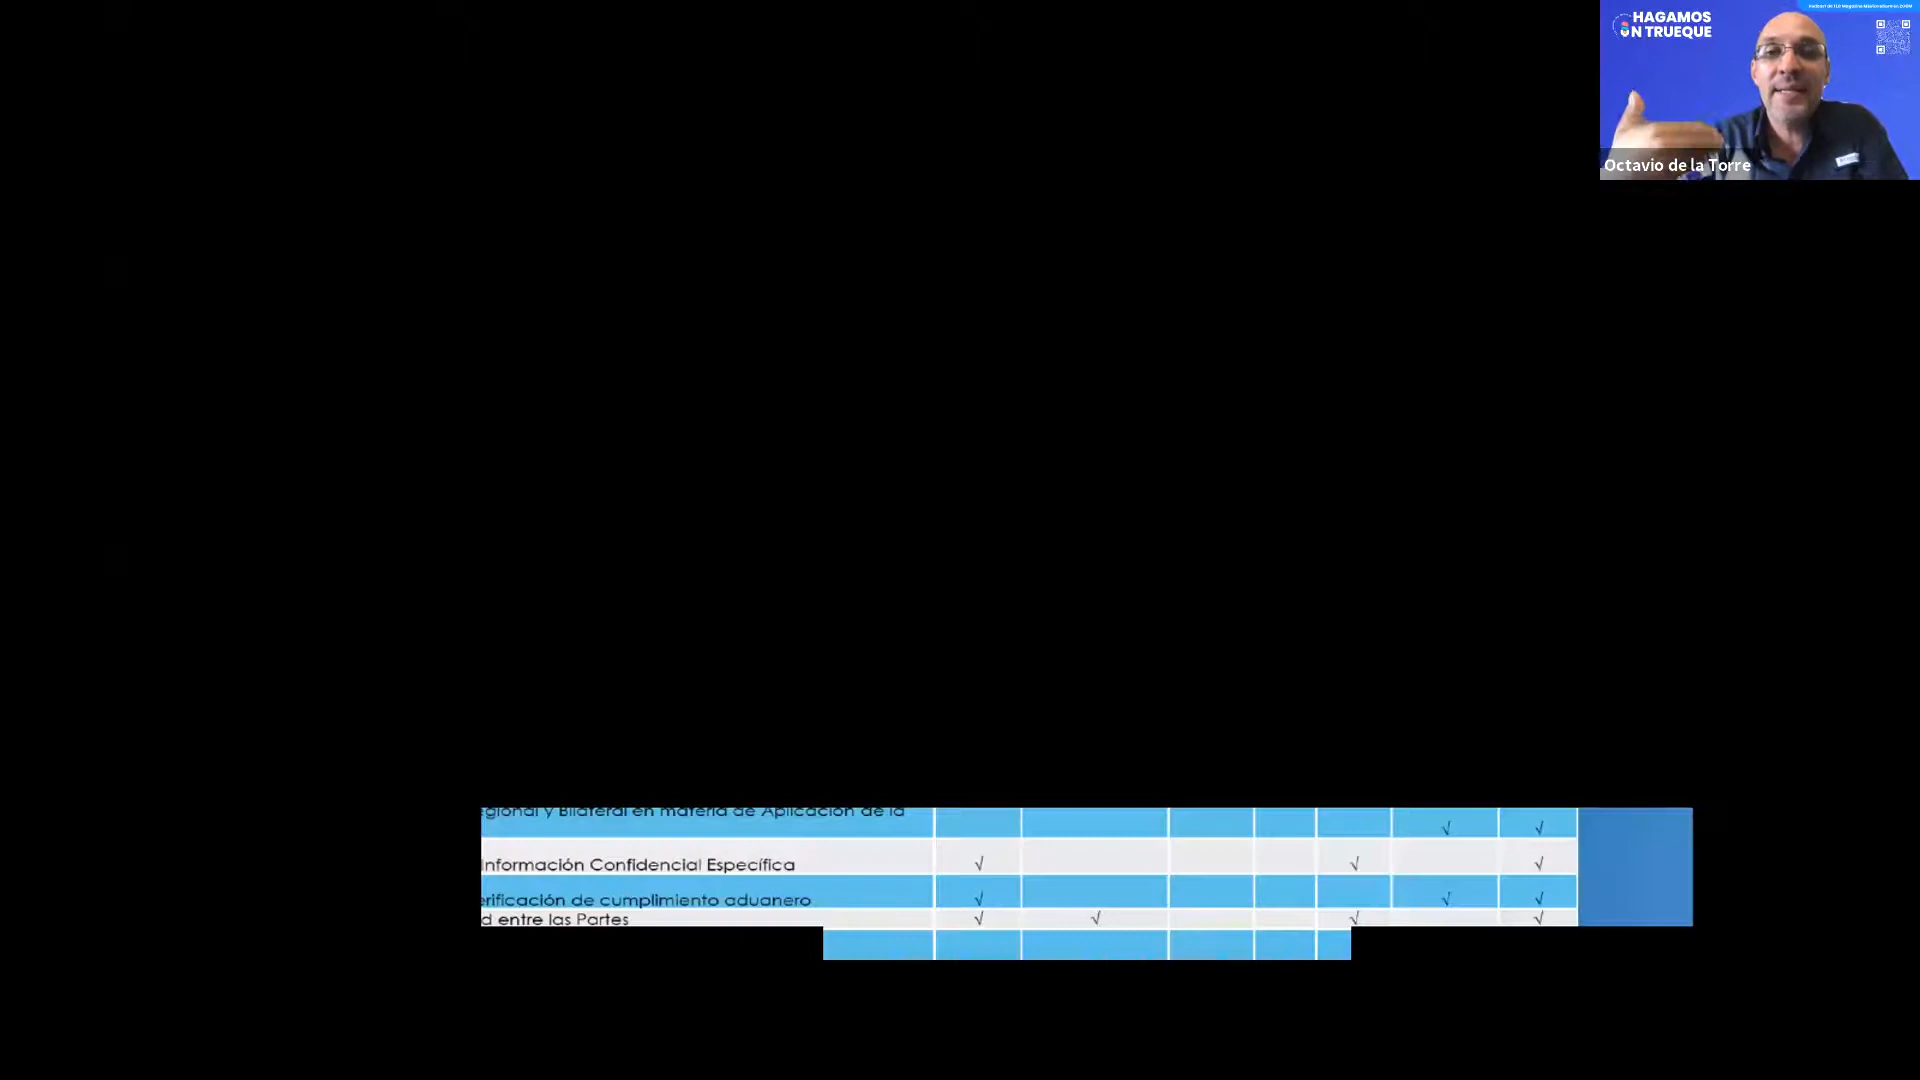 HAGAMOS
UN TRUEQUE
Octavio de la Torre
egional y Bilateral en materia de Aplicación de la
√ √
Información Confidencial Específica √ √ √
erificación de cumplimiento aduanero √ √ √
d entre las Partes √ √ √ √